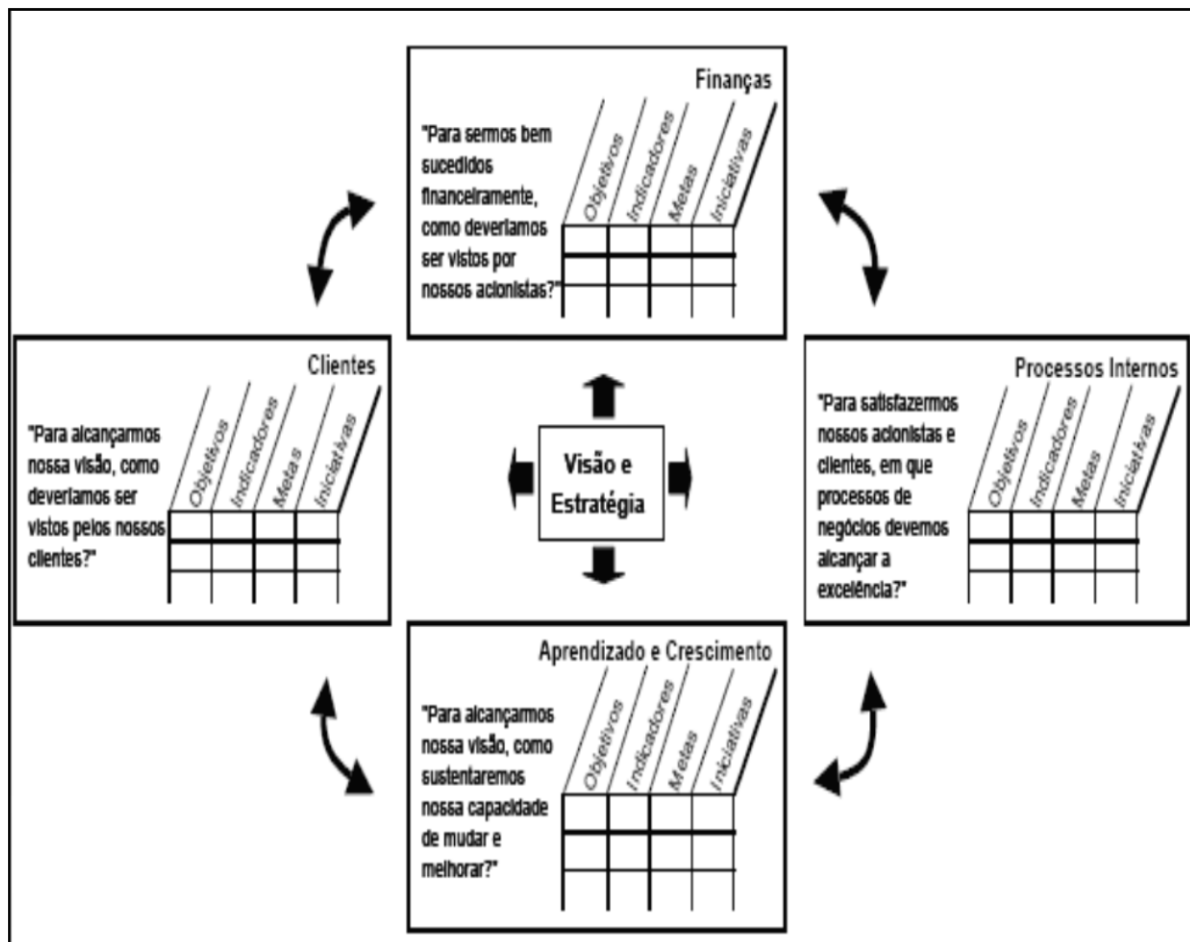 Finanças
"Para sermos bem
sucedidos
financeiramente,
como deveríamos
ser vistos por
nossos acionistas?"
Objetivos
Indicadores
Metas
Iniciativas
Clientes
"Para alcançarmos
nossa visão, como
deveríamos ser
vistos pelos nossos
clientes?"
Objetivos
Indicadores
Metas
Iniciativas
Visão e
Estratégia
Processos Internos
"Para satisfazermos
nossos acionistas e
clientes, em que
processos de
negócios devemos
alcançar a
excelência?"
Objetivos
Indicadores
Metas
Iniciativas
Aprendizado e Crescimento
"Para alcançarmos
nossa visão, como
sustentaremos
nossa capacidade
de mudar e
melhorar?"
Objetivos
Indicadores
Metas
Iniciativas